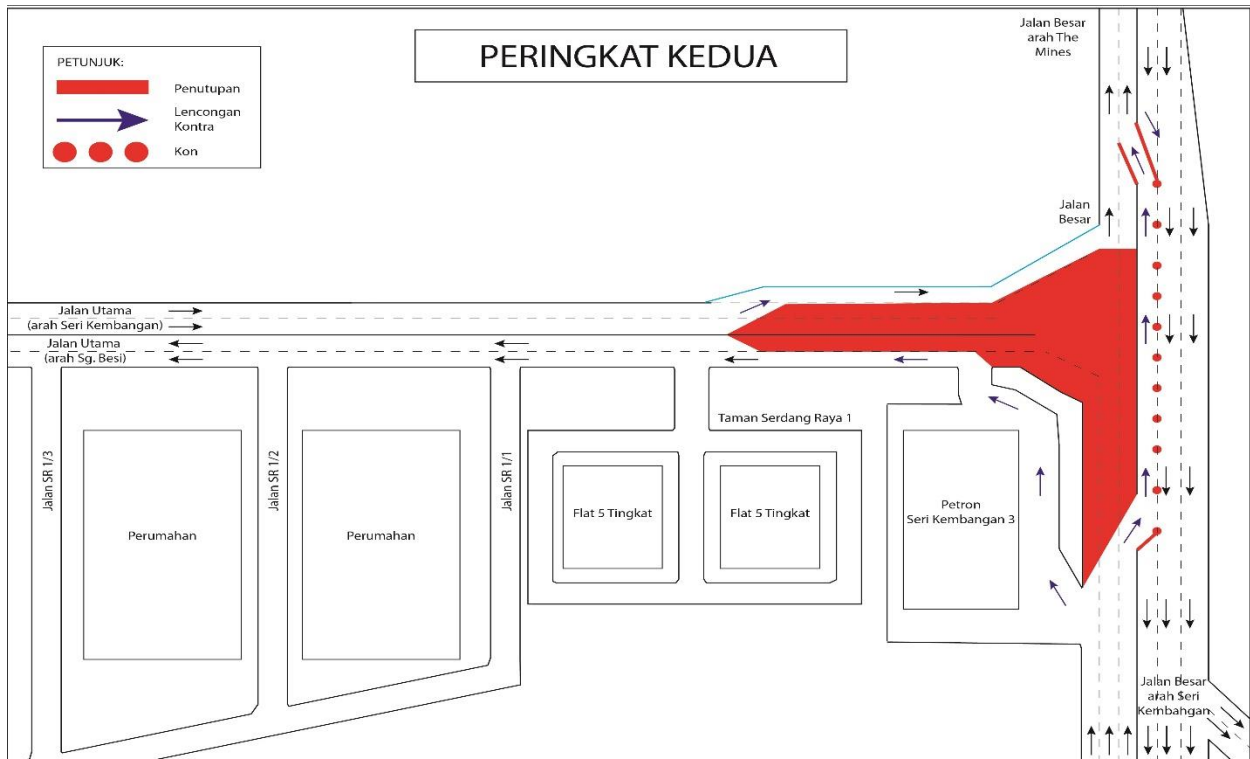 PERINGKAT KEDUA
PETUNJUK:
Penutupan
Lencongan
Kontra
Kon
Jalan Besar
arah The
Mines
Jalan
Besar
Jalan Utama
(arah Seri Kembangan)
Jalan Utama
(arah Sg. Besi)
Taman Serdang Raya 1
Jalan SR 1/3
Jalan SR 1/2
Jalan SR 1/1
Perumahan
Perumahan
Flat 5 Tingkat
Flat 5 Tingkat
Petron
Seri Kembangan 3
Jalan Besar
arah Seri
Kembahgan